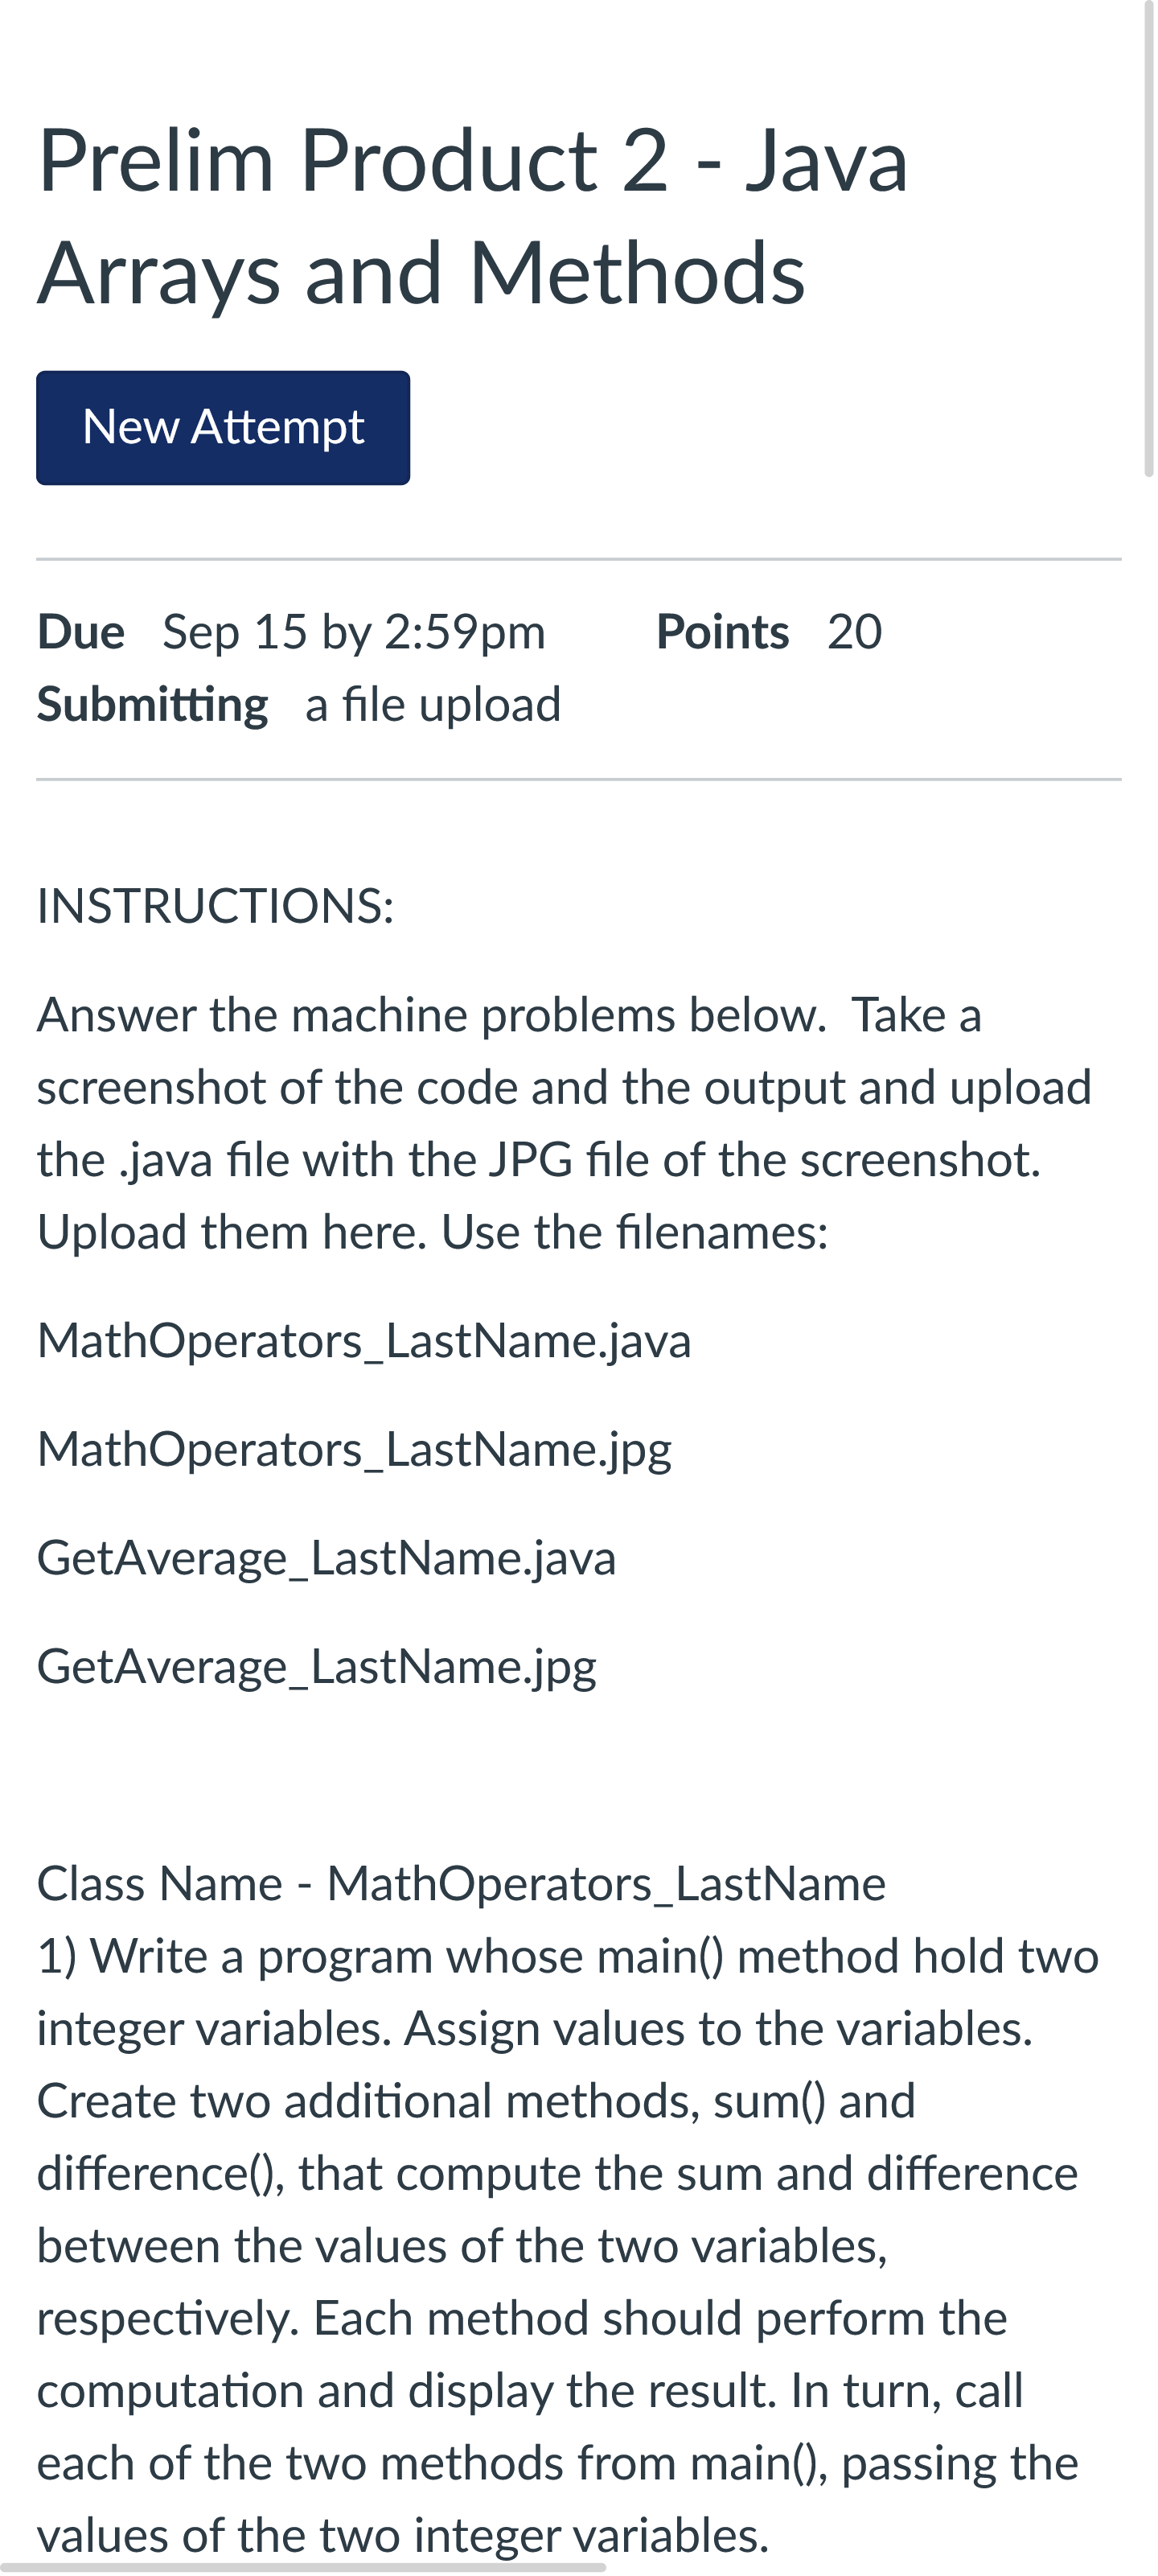 Prelim Product 2 - Java
Arrays and Methods
New Attempt
Due Sep 15 by 2:59pm Points 20
Submitting a file upload
INSTRUCTIONS:
Answer the machine problems below. Take a
screenshot of the code and the output and upload
the .java file with the JPG file of the screenshot.
Upload them here. Use the filenames:
MathOperators_LastName.java
MathOperators_LastName.jpg
GetAverage_LastName.java
GetAverage_LastName.jpg
Class Name - MathOperators_LastName
1) Write a program whose main() method hold two
integer variables. Assign values to the variables.
Create two additional methods, sum() and
difference(), that compute the sum and difference
between the values of the two variables,
respectively. Each method should perform the
computation and display the result. In turn, call
each of the two methods from main(), passing the
values of the two integer variables.